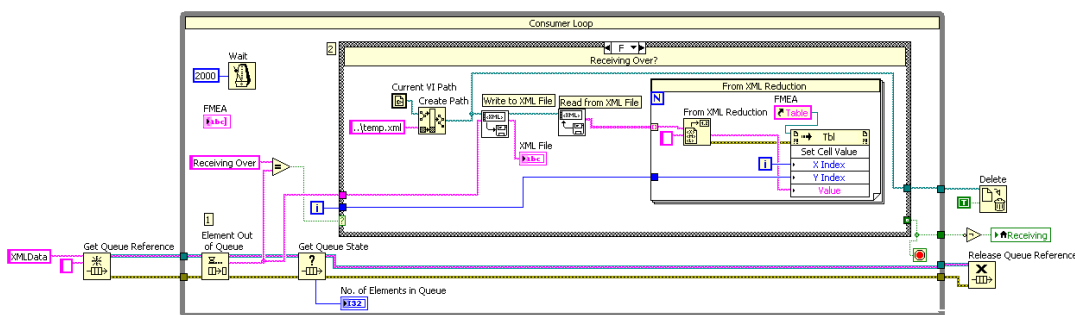 Consumer Loop
2
F
Receiving Over?
Wait
2000
FMEA
abc
Current VI Path
Create Path
..\temp.xml
Write to XML File
Read from XML File
XML File
abc
From XML Reduction
N
From XML Reduction
FMEA
Table
Tbl
Set Cell Value
i
X Index
Y Index
Value
Receiving Over
=
i
?
1
Element Out
of Queue
Get Queue State
?
XMLData
Get Queue Reference
No. of Elements in Queue
I32
Delete
T
Receiving
Release Queue Reference